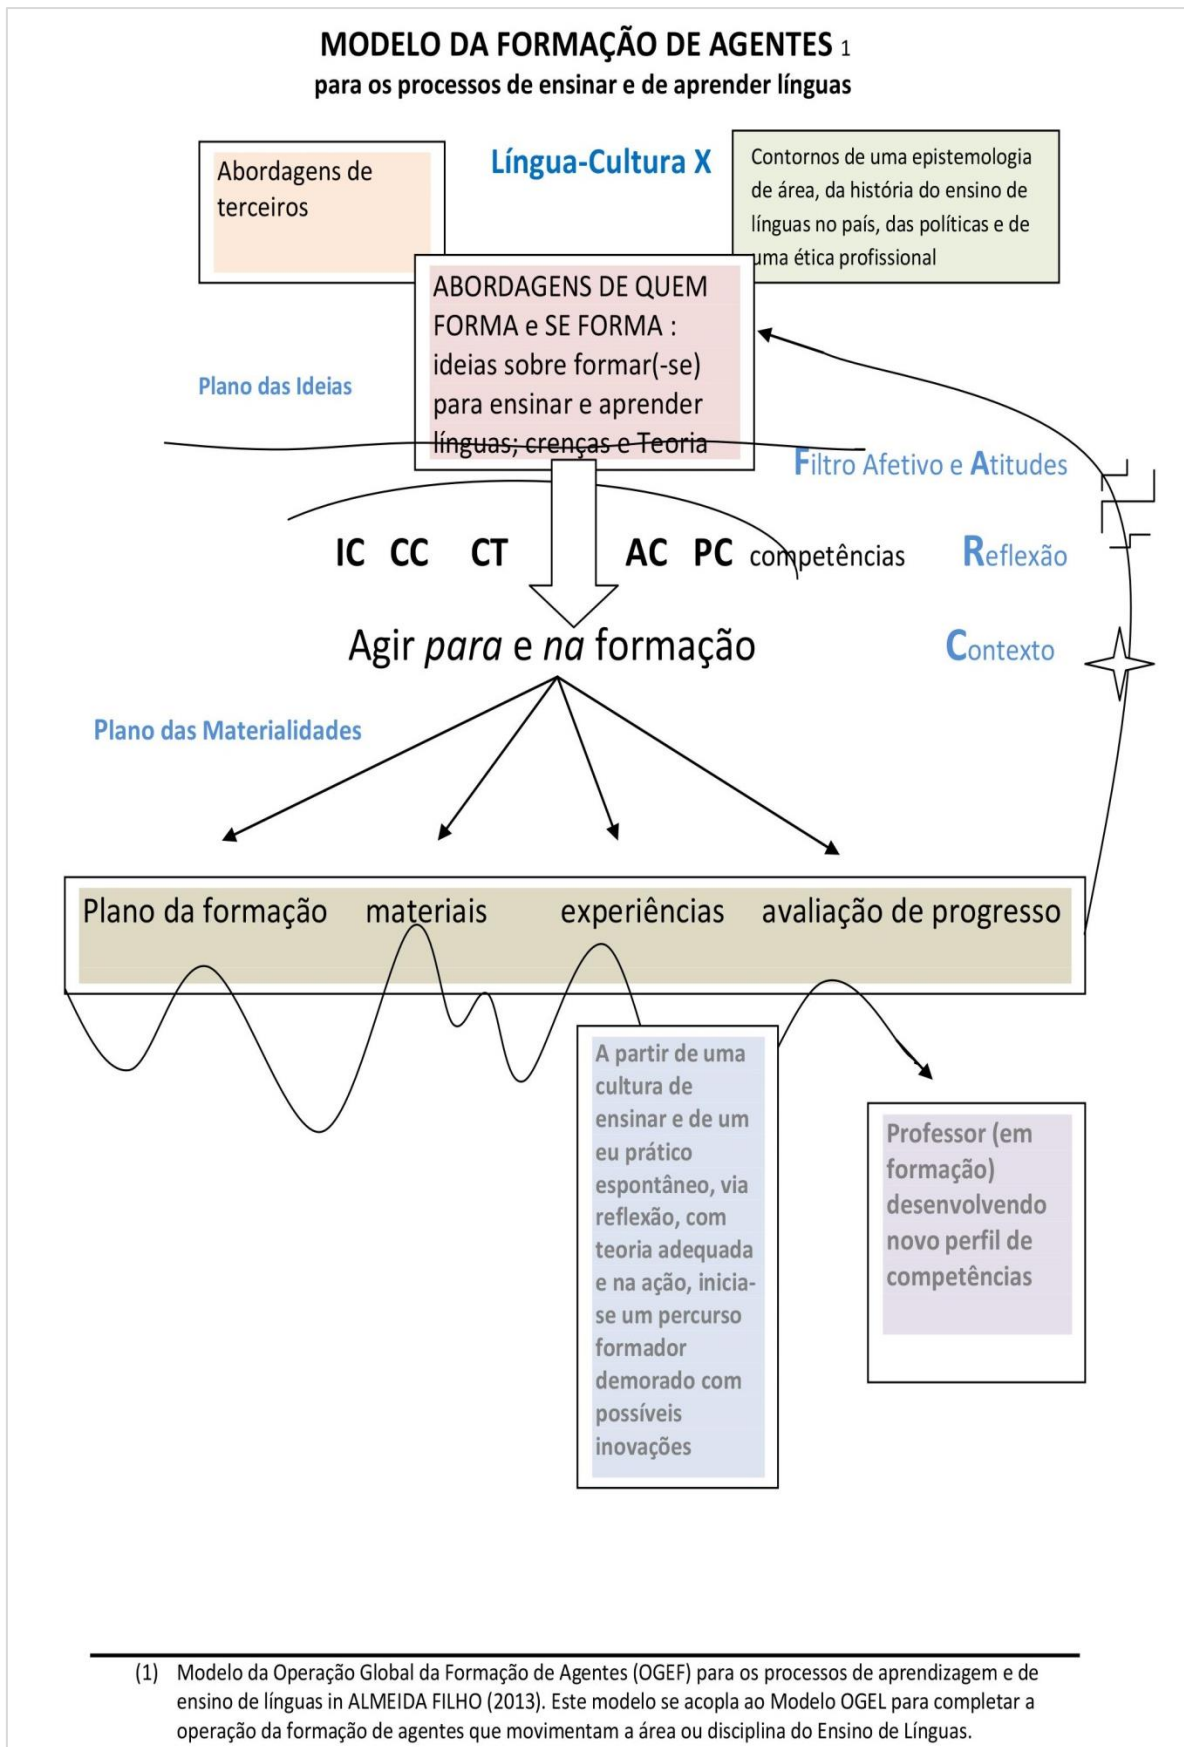 MODELO DA FORMAÇÃO DE AGENTES 1
para os processos de ensinar e de aprender línguas
Abordagens de
terceiros
Língua-Cultura X
Contornos de uma epistemologia
de área, da história do ensino de
línguas no país, das políticas e de
uma ética profissional
ABORDAGENS DE QUEM
FORMA e SE FORMA :
ideias sobre formar(-se)
para ensinar e aprender
línguas; crenças e Teoria
Plano das Ideias
Filtro Afetivo e Atitudes
IC CC CT AC PC competências
Reflexão
Agir para e na formação
Contexto
Plano das Materialidades
Plano da formação materiais experiências avaliação de progresso
A partir de uma
cultura de
ensinar e de um
eu prático
espontâneo, via
reflexão, com
teoria adequada
e na ação, inicia-
se um percurso
formador
demorado com
possíveis
inovações
Professor (em
formação)
desenvolvendo
novo perfil de
competências
(1) Modelo da Operação Global da Formação de Agentes (OGEF) para os processos de aprendizagem e de
ensino de línguas in ALMEIDA FILHO (2013). Este modelo se acopla ao Modelo OGEL para completar a
operação da formação de agentes que movimentam a área ou disciplina do Ensino de Línguas.